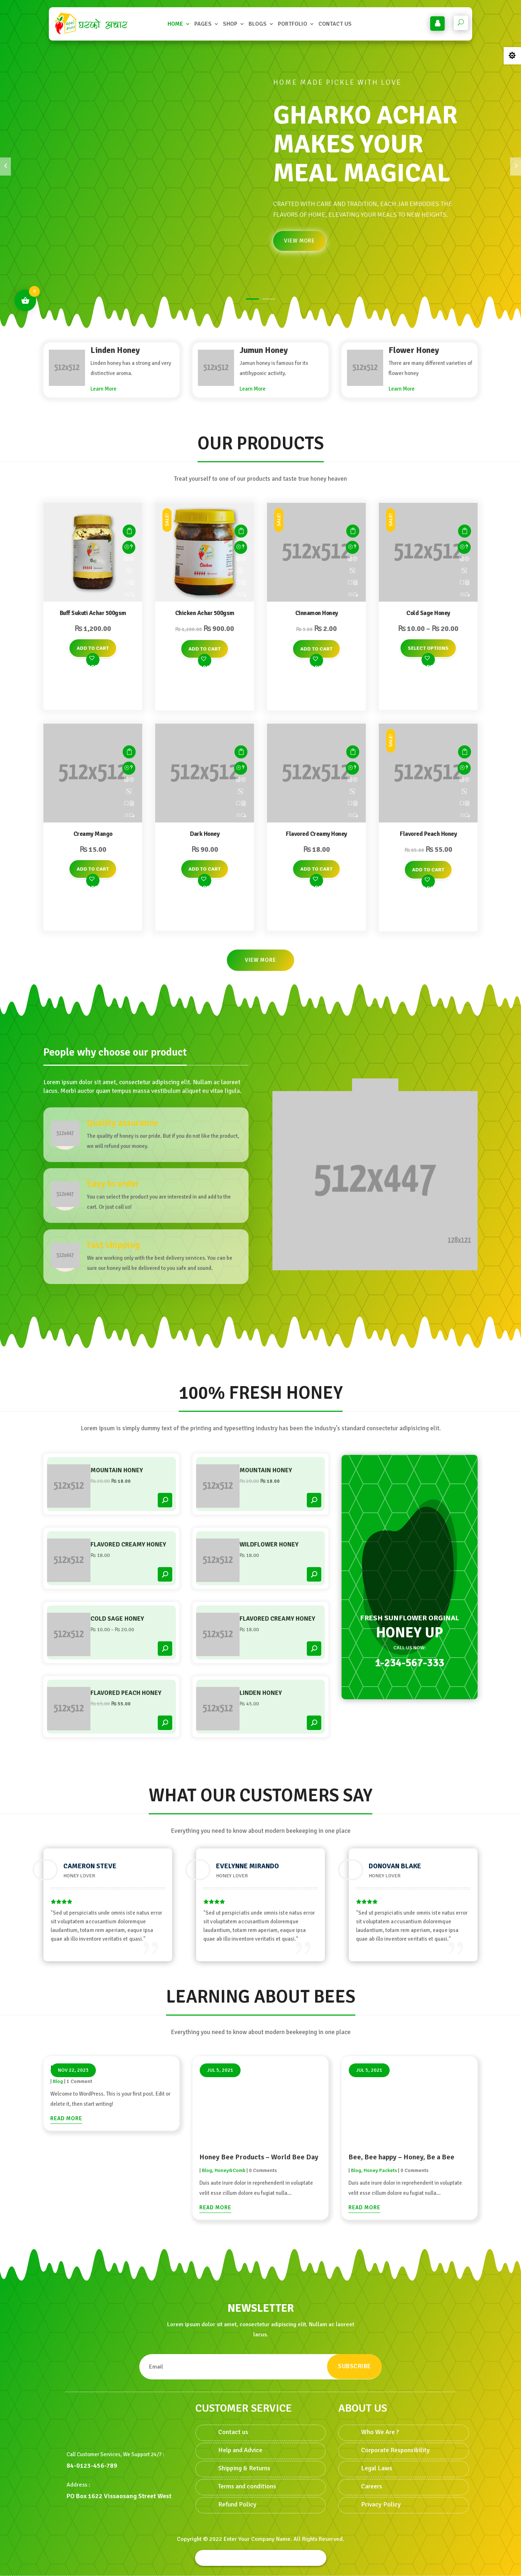 घरको अचार
HOME PAGES SHOP BLOGS PORTFOLIO CONTACT US
HOME MADE PICKLE WITH LOVE
GHARKO ACHAR
MAKES YOUR
MEAL MAGICAL
CRAFTED WITH CARE AND TRADITION, EACH JAR EMBODIES THE
FLAVORS OF HOME, ELEVATING YOUR MEALS TO NEW HEIGHTS.
VIEW MORE
512x512
Linden Honey
Linden honey has a strong and very
distinctive aroma.
Learn More
512x512
Jumun Honey
Jamun honey is famous for its
antihypoxic activity.
Learn More
512x512
Flower Honey
There are many different varieties of
flower honey
Learn More
OUR PRODUCTS
Treat yourself to one of our products and taste true honey heaven
Buff Sukuti Achar 500gsm
₨ 1,200.00
ADD TO CART
SALE!
Chicken Achar 500gsm
₨ 900.00
ADD TO CART
SALE!
512x512
Cinnamon Honey
₨ 2.00
ADD TO CART
SALE!
512x512
Cold Sage Honey
₨ 10.00 – ₨ 20.00
SELECT OPTIONS
512x512
Creamy Mango
₨ 15.00
ADD TO CART
512x512
Dark Honey
₨ 90.00
ADD TO CART
512x512
Flavored Creamy Honey
₨ 18.00
ADD TO CART
SALE!
512x512
Flavored Peach Honey
₨ 55.00
ADD TO CART
VIEW MORE
People why choose our product
Lorem ipsum dolor sit amet, consectetur adipiscing elit. Nullam ac laoreet
lacus. Morbi auctor quam tempus massa vestibulum aliquet eu vitae ligula.
512x447
The quality of honey is our pride. But if you do not like the product,
we will refund your money.
512x447
Easy to order
You can select the product you are interested in and add to the
cart. Or just call us!
512x447
Fast shipping
We are working only with the best delivery services. You can be
sure our honey will be delivered to you safe and sound.
512x447
128x121
100% FRESH HONEY
Lorem Ipsum is simply dummy text of the printing and typesetting industry has been the industry's standard consectetur adipisicing elit.
512x512
MOUNTAIN HONEY
₨ 20.00 ₨ 18.00
512x512
MOUNTAIN HONEY
₨ 20.00 ₨ 18.00
512x512
FLAVORED CREAMY HONEY
₨ 18.00
512x512
WILDFLOWER HONEY
₨ 18.00
512x512
COLD SAGE HONEY
₨ 10.00 – ₨ 20.00
512x512
FLAVORED CREAMY HONEY
₨ 18.00
512x512
FLAVORED PEACH HONEY
₨ 65.00 ₨ 55.00
512x512
LINDEN HONEY
₨ 45.00
FRESH SUNFLOWER ORGINAL
HONEY UP
CALL US NOW:
1-234-567-333
WHAT OUR CUSTOMERS SAY
Everything you need to know about modern beekeeping in one place
CAMERON STEVE
HONEY LOVER
"Sed ut perspiciatis unde omnis iste natus error
sit voluptatem accusantium doloremque
laudantium, totam rem aperiam, eaque ipsa
quae ab illo inventore veritatis et quasi."
EVELYNNE MIRANDO
HONEY LOVER
"Sed ut perspiciatis unde omnis iste natus error
sit voluptatem accusantium doloremque
laudantium, totam rem aperiam, eaque ipsa
quae ab illo inventore veritatis et quasi."
DONOVAN BLAKE
HONEY LOVER
"Sed ut perspiciatis unde omnis iste natus error
sit voluptatem accusantium doloremque
laudantium, totam rem aperiam, eaque ipsa
quae ab illo inventore veritatis et quasi."
LEARNING ABOUT BEES
Everything you need to know about modern beekeeping in one place
NOV 22, 2023
| Blog | 1 Comment
Welcome to WordPress. This is your first post. Edit or
delete it, then start writing!
READ MORE
JUL 5, 2021
Honey Bee Products – World Bee Day
| Blog, Honey&Comb | 0 Comments
Duis aute irure dolor in reprehenderit in voluptate
velit esse cillum dolore eu fugiat nulla...
READ MORE
JUL 5, 2021
Bee, Bee happy – Honey, Be a Bee
| Blog, Honey Packets | 0 Comments
Duis aute irure dolor in reprehenderit in voluptate
velit esse cillum dolore eu fugiat nulla...
READ MORE
NEWSLETTER
Lorem ipsum dolor sit amet, consectetur adipiscing elit. Nullam ac laoreet
lacus.
Email
SUBSCRIBE
Call Customer Services, We Support 24/7 :
84-0123-456-789
Address :
PO Box 1622 Vissaosang Street West
CUSTOMER SERVICE
Contact us
Help and Advice
Shipping & Returns
Terms and conditions
Refund Policy
ABOUT US
Who We Are ?
Corporate Responsibility
Legal Laws
Careers
Privacy Policy
Copyright © 2022 Enter Your Company Name. All Rights Reserved.